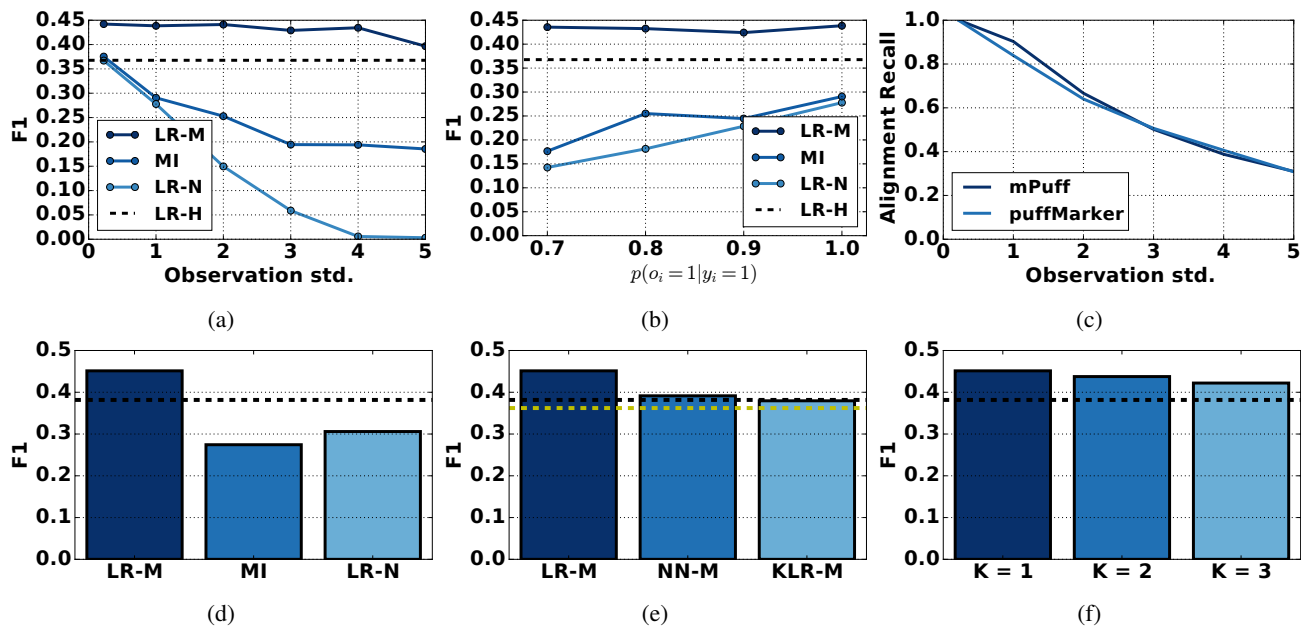 0.45
0.40
0.35
0.30
0.25
0.20
0.15
0.10
0.05
0.00
F1
LR-M
MI
LR-N
LR-H
0 1 2 3 4 5
Observation std.
(a)
0.45
0.40
0.35
0.30
0.25
0.20
0.15
0.10
0.05
0.00
F1
LR-M
MI
LR-N
LR-H
0.7 0.8 0.9 1.0
p(o_i = 1|y_i = 1)
(b)
1.0
0.8
0.6
0.4
0.2
0.0
Alignment Recall
mPuff
puffMarker
0 1 2 3 4 5
Observation std.
(c)
0.5
0.4
0.3
0.2
0.1
0.0
F1
LR-M MI LR-N
(d)
0.5
0.4
0.3
0.2
0.1
0.0
F1
LR-M NN-M KLR-M
(e)
0.5
0.4
0.3
0.2
0.1
0.0
F1
K = 1 K = 2 K = 3
(f)